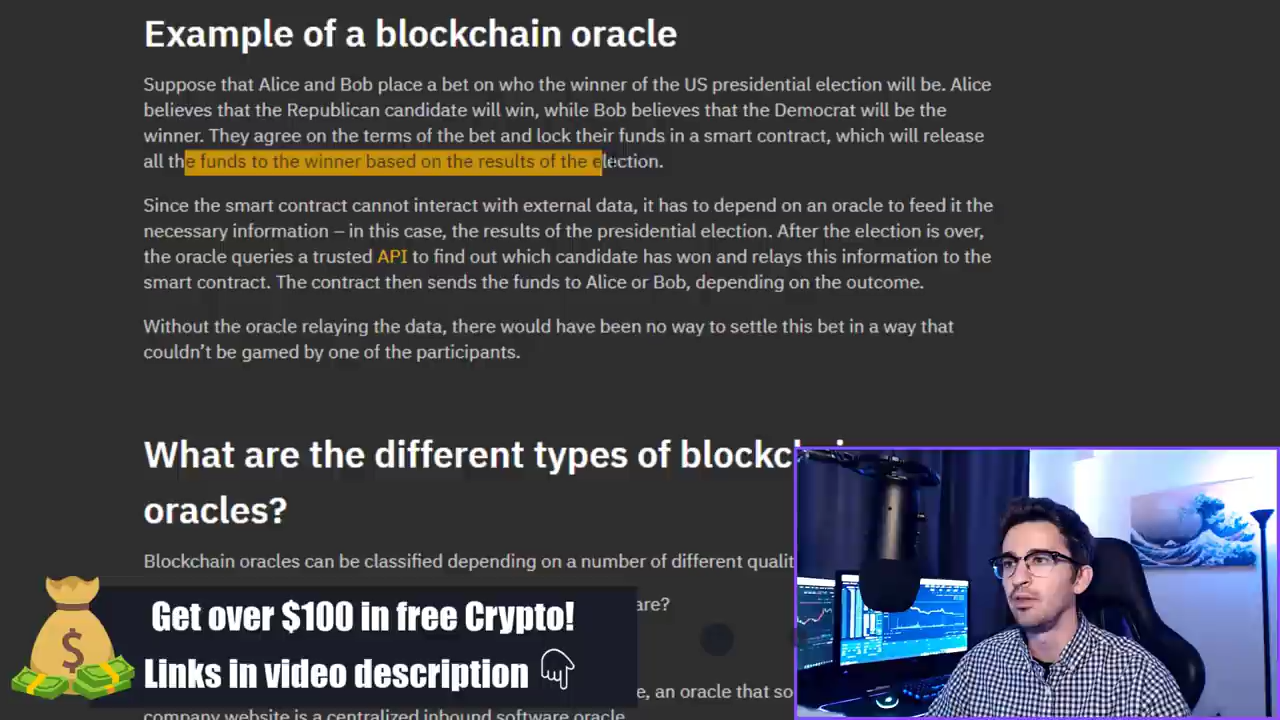 Example of a blockchain oracle
Suppose that Alice and Bob place a bet on who the winner of the US presidential election will be. Alice
believes that the Republican candidate will win, while Bob believes that the Democrat will be the
winner. They agree on the terms of the bet and lock their funds in a smart contract, which will release
all the funds to the winner based on the results of the election.
Since the smart contract cannot interact with external data, it has to depend on an oracle to feed it the
necessary information – in this case, the results of the presidential election. After the election is over,
the oracle queries a trusted API to find out which candidate has won and relays this information to the
smart contract. The contract then sends the funds to Alice or Bob, depending on the outcome.
Without the oracle relaying the data, there would have been no way to settle this bet in a way that
couldn’t be gamed by one of the participants.
What are the different types of
oracles?
Blockchain oracles can be classified depending on a number of different
are?
Get over $100 in free Crypto!
Links in video description
, an oracle that
company website is a centralized inbound software oracle.